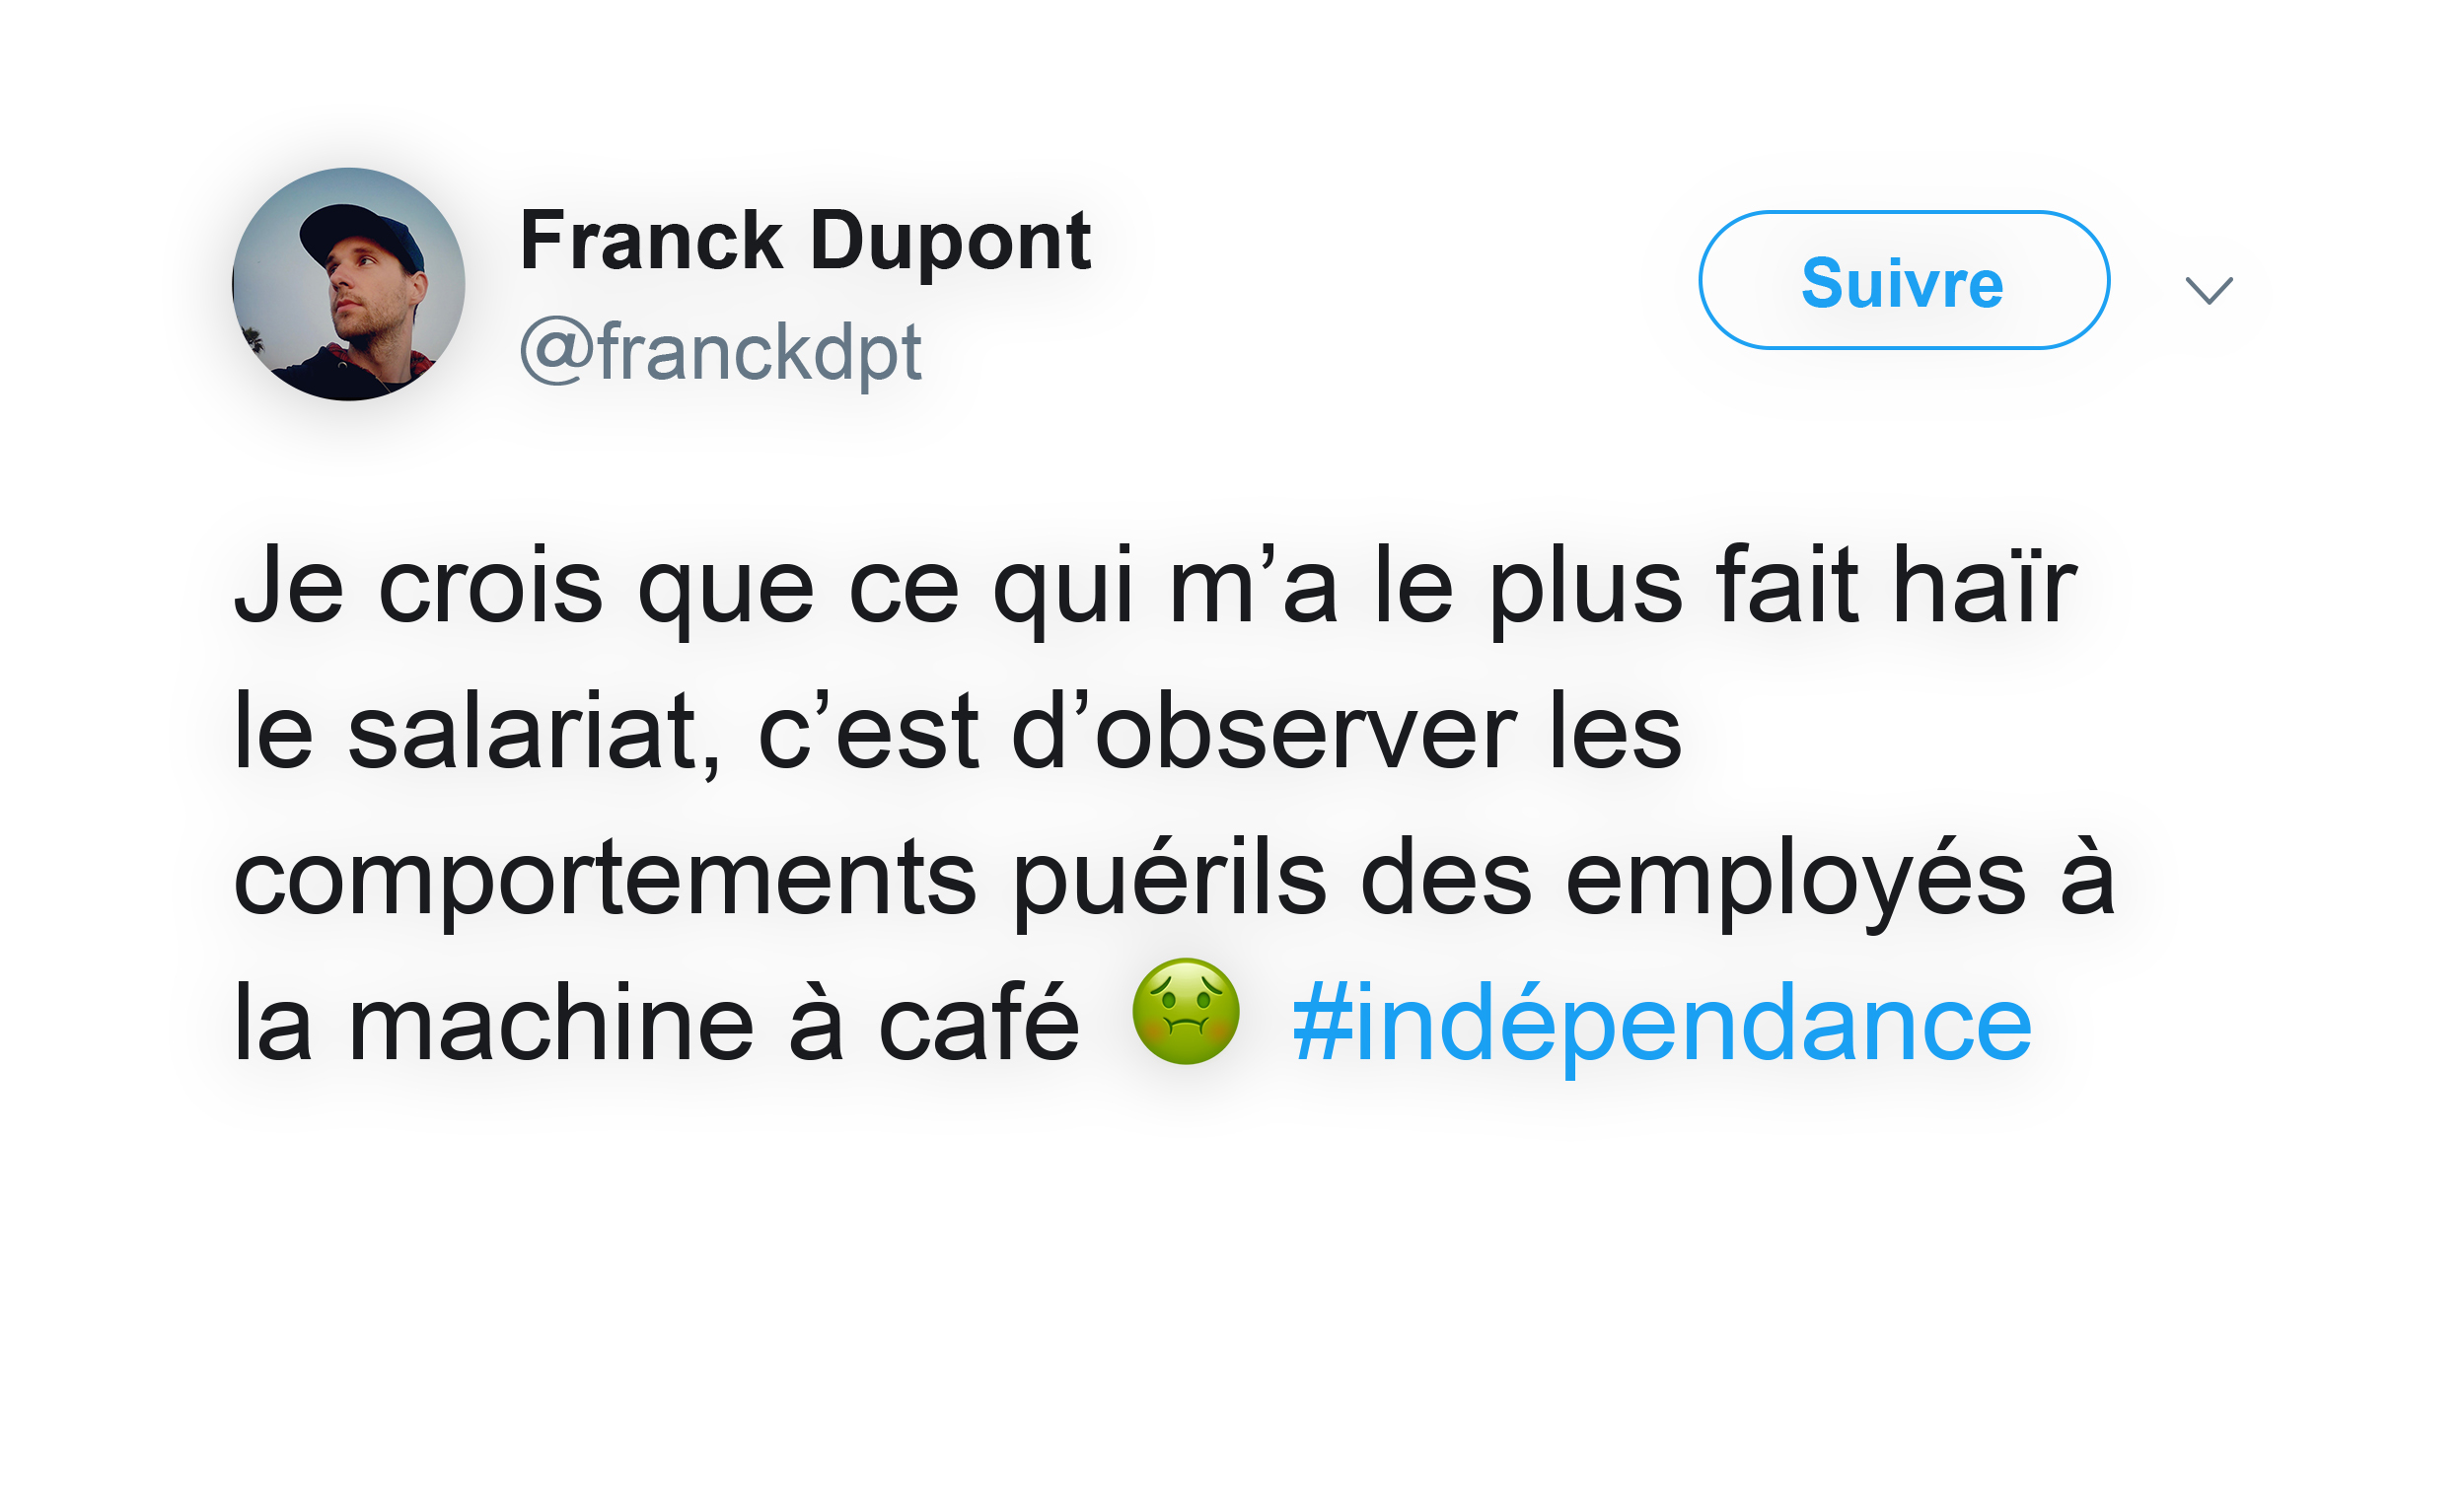 Franck Dupont
@franckdpt
Suivre
Je crois que ce qui m’a le plus fait haïr
le salariat, c’est d’observer les
comportements puérils des employés à
la machine à café 🤢 #indépendance